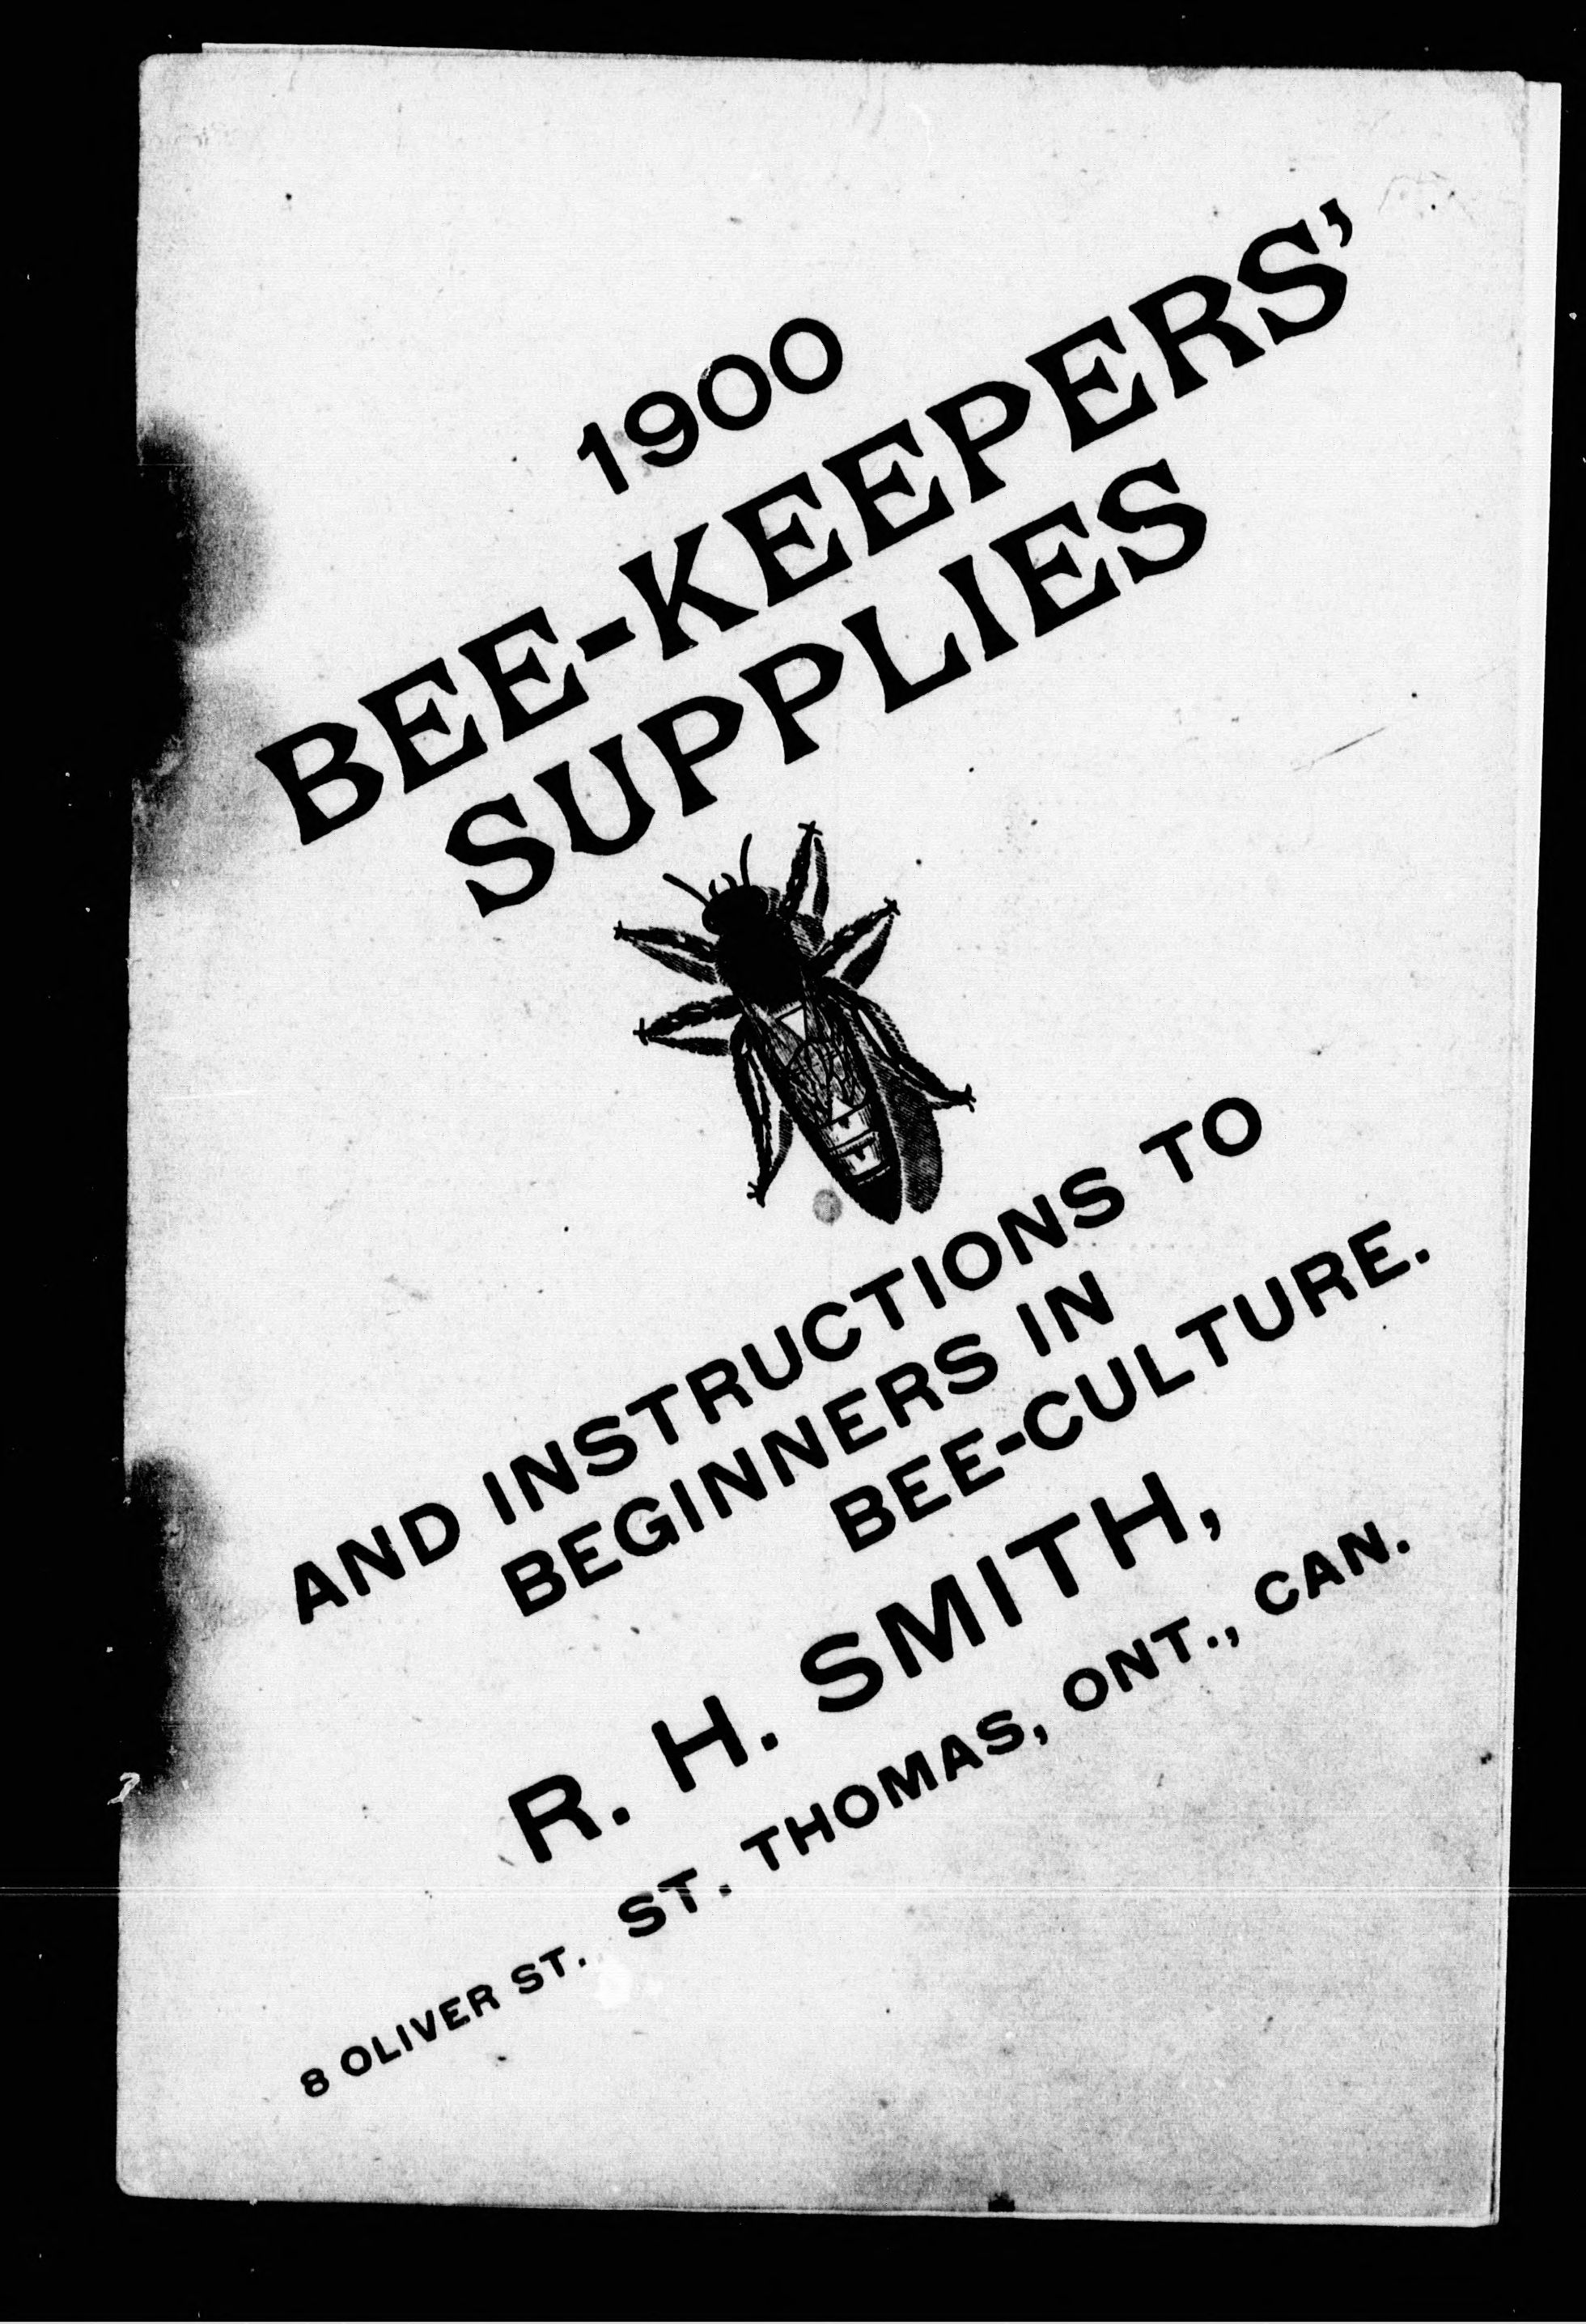 1900
BEE-KEEPERS'
SUPPLIES
AND INSTRUCTIONS TO
BEGINNERS IN
BEE-CULTURE.
R. H. SMITH,
8 OLIVER ST. ST. THOMAS, ONT., CAN.